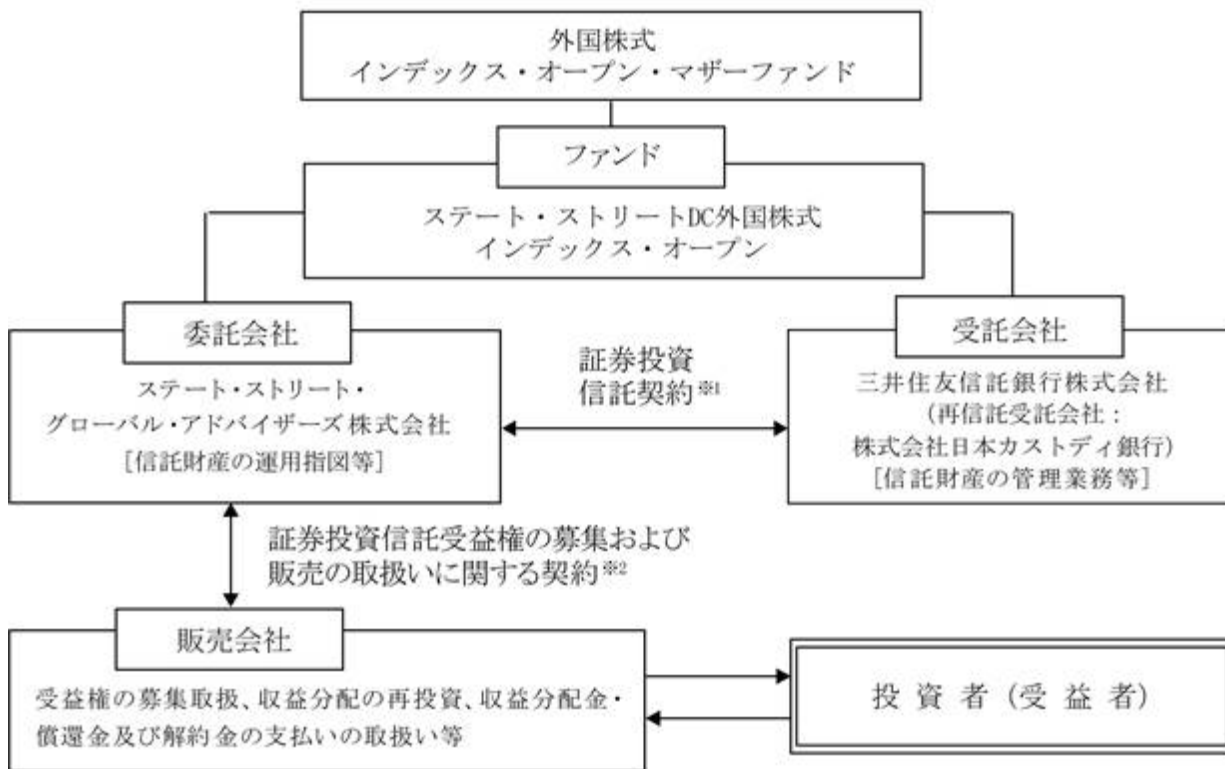 外国株式
インデックス・オープン・マザーファンド
ファンド
ステート・ストリートDC外国株式
インデックス・オープン
委託会社
ステート・ストリート・
グローバル・アドバイザーズ株式会社
[信託財産の運用指図等]
証券投資
信託契約※1
受託会社
三井住友信託銀行株式会社
(再信託受託会社:
株式会社日本カストディ銀行)
[信託財産の管理業務等]
証券投資信託受益権の募集および
販売の取扱いに関する契約※2
販売会社
受益権の募集取扱、収益分配の再投資、収益分配金・
償還金及び解約金の支払いの取扱い等
投資者(受益者)